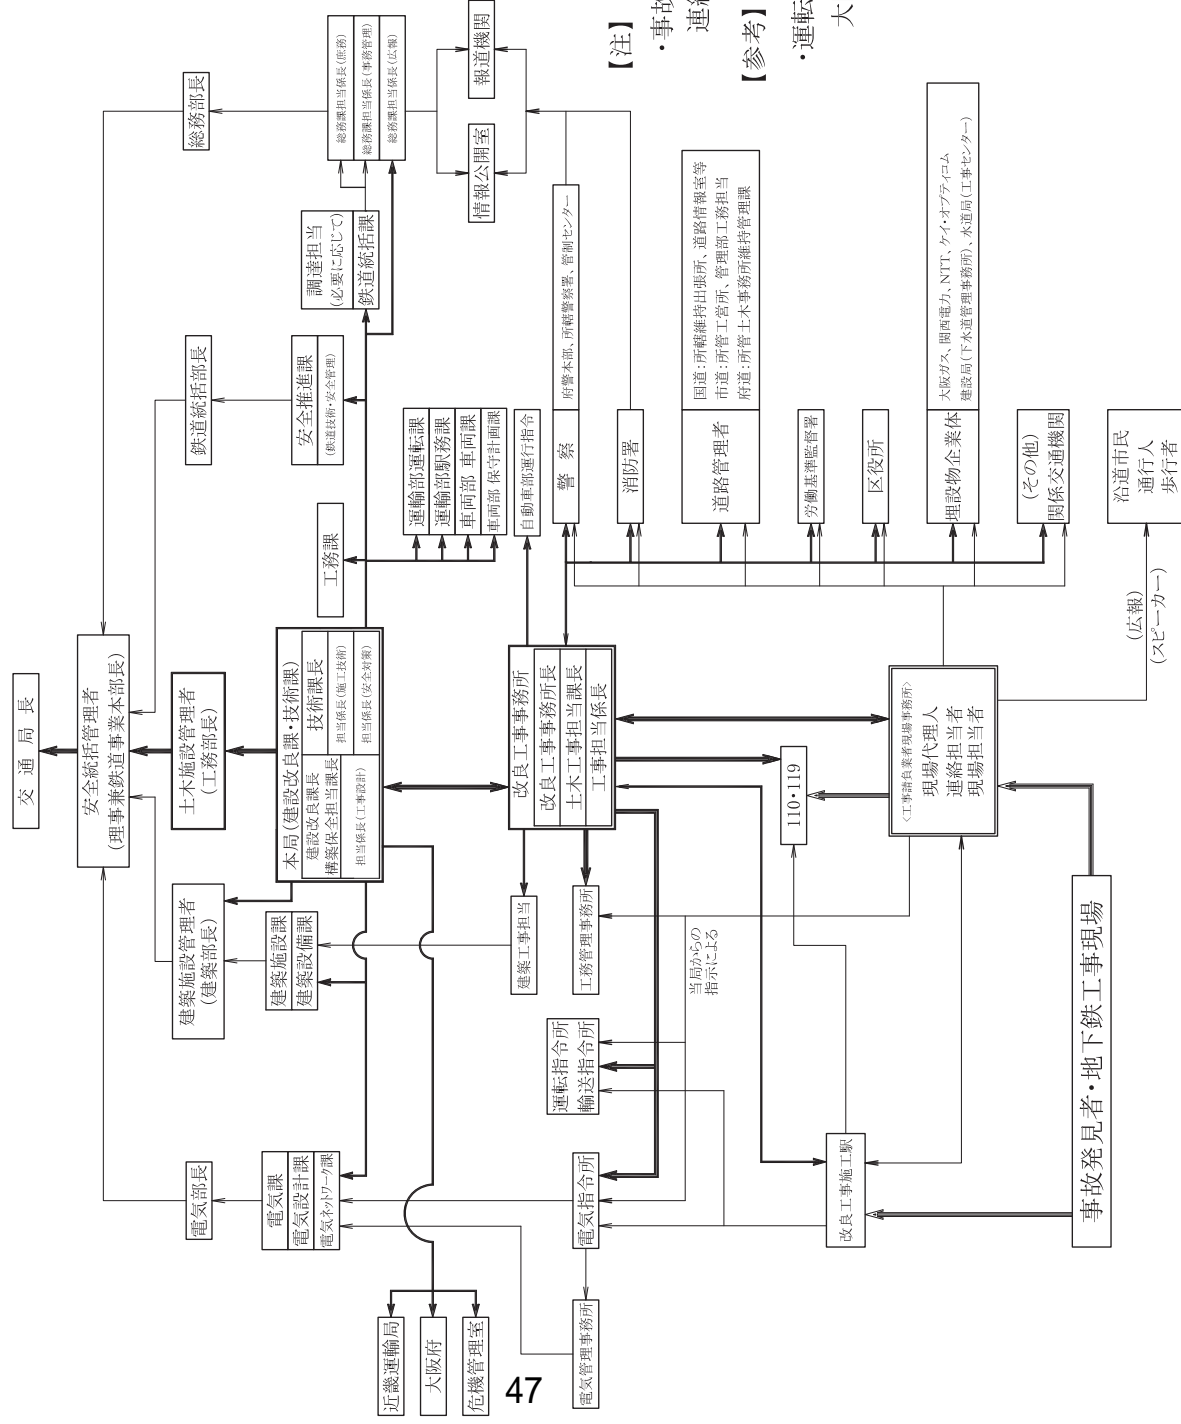 交通局長
安全統括管理者
(理事兼鉄道事業本部長)
土木施設管理者
(工務部長)
本局(建設改良課・技術課)
建設改良課長
構築保全担当課長
担当係長(工事設計)
技術課長
担当係長(施工技術)
担当係長(安全対策)
建築施設管理者
(建築部長)
建築施設課
建築設備課
電気部長
電気課
電気設計課
電気ネットワーク課
近畿運輸局
大阪府
危機管理室
総務部長
総務課担当係長(庶務)
総務課担当係長(事務管理)
総務課担当係長(広報)
報道機関
情報公開室
調達担当
(必要に応じて)
鉄道統括課
鉄道統括部長
安全推進課
(鉄道技術・安全管理)
工務課
運輸部運転課
運輸部駅務課
車両部 車両課
車両部 保守計画課
自動車部運行指令
改良工事事務所
改良工事事務所長
土木工事担当課長
工事担当係長
建築工事担当
工務管理事務所
運転指令所
輸送指令所
電気指令所
電気管理事務所
当局からの
指示による
警察
府警本部、所轄警察署、管制センター
消防署
道路管理者
国道:所轄維持出張所、道路情報室等
市道:所管工営所、管理部工務担当
府道:所管土木事務所維持管理課
労働基準監督署
区役所
埋設物企業体
大阪ガス、関西電力、NTT、ケイ・オプティコム
建設局(下水道管理事務所)、水道局(工事センター)
(その他)
関係交通機関
沿道市民
通行人
歩行者
(広報)
(スピーカー)
110・119
<工事請負業者現場事務所>
現場代理人
連絡担当者
現場担当者
改良工事施工駅
事故発見者・地下鉄工事現場
【注】
・事故
【参考】
・運転
大
47